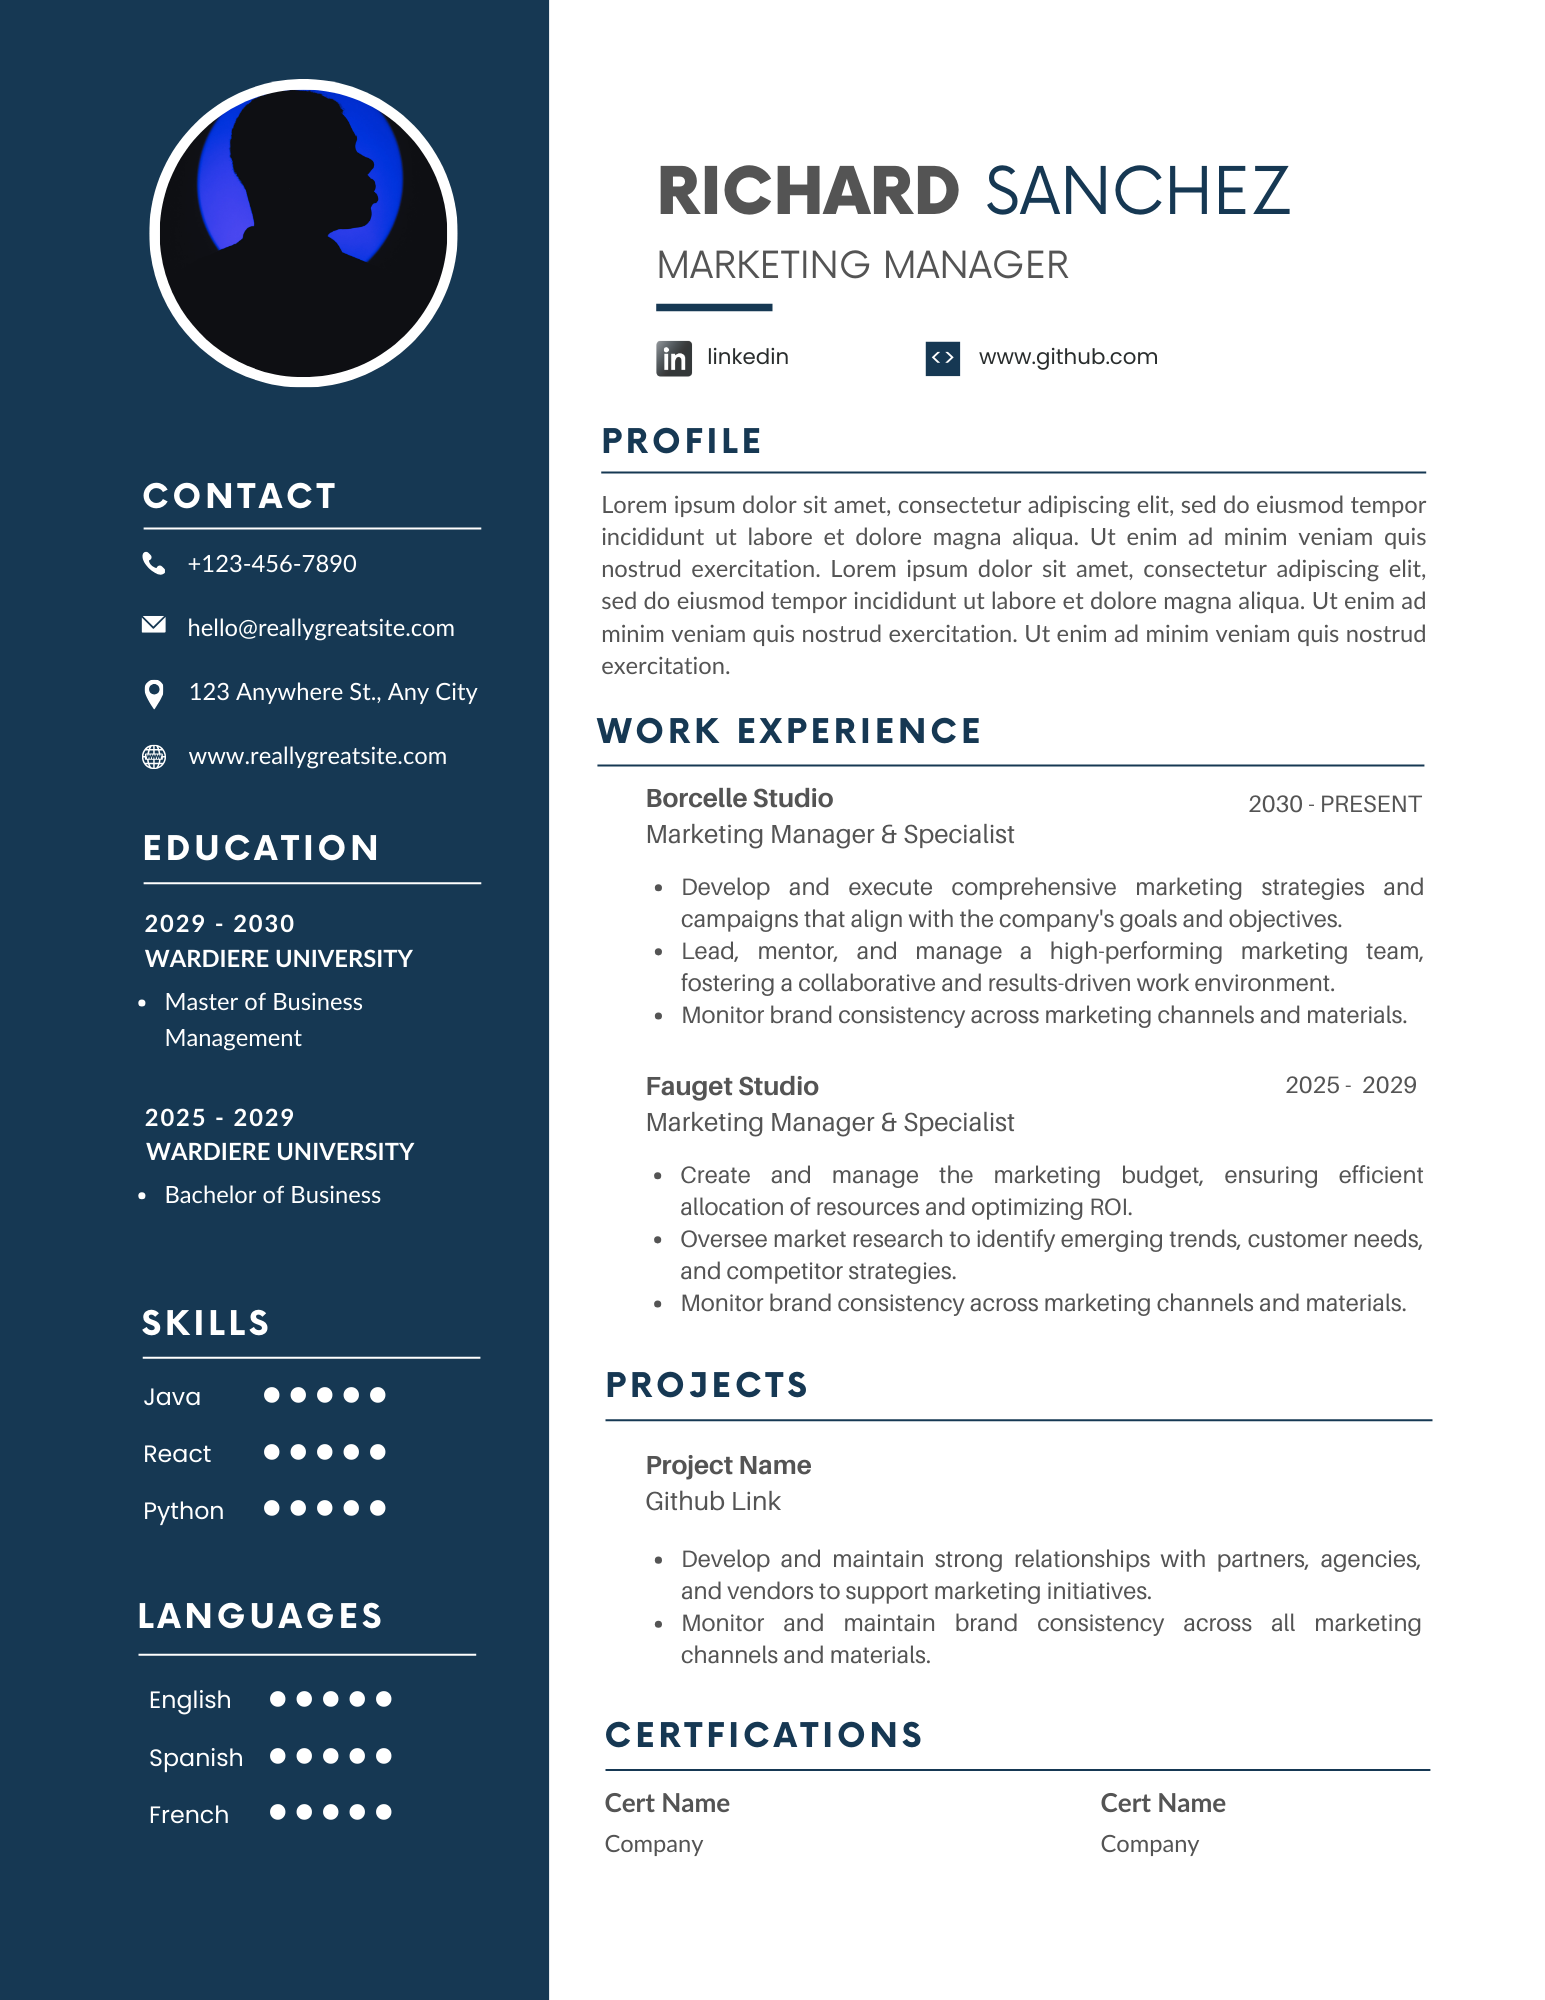 RICHARD SANCHEZ
MARKETING MANAGER
in linkedin
<> www.github.com
CONTACT
+123-456-7890
hello@reallygreatsite.com
123 Anywhere St., Any City
www.reallygreatsite.com
EDUCATION
2029 - 2030
WARDIERE UNIVERSITY
• Master of Business
Management
2025 - 2029
WARDIERE UNIVERSITY
• Bachelor of Business
SKILLS
Java
React
Python
LANGUAGES
English
Spanish
French
PROFILE
Lorem ipsum dolor sit amet, consectetur adipiscing elit, sed do eiusmod tempor
incididunt ut labore et dolore magna aliqua. Ut enim ad minim veniam quis
nostrud exercitation. Lorem ipsum dolor sit amet, consectetur adipiscing elit,
sed do eiusmod tempor incididunt ut labore et dolore magna aliqua. Ut enim ad
minim veniam quis nostrud exercitation. Ut enim ad minim veniam quis nostrud
exercitation.
WORK EXPERIENCE
Borcelle Studio
2030 - PRESENT
Marketing Manager & Specialist
• Develop and execute comprehensive marketing strategies and
campaigns that align with the company's goals and objectives.
• Lead, mentor, and manage a high-performing marketing team,
fostering a collaborative and results-driven work environment.
• Monitor brand consistency across marketing channels and materials.
Fauget Studio
2025 - 2029
Marketing Manager & Specialist
• Create and manage the marketing budget, ensuring efficient
allocation of resources and optimizing ROI.
• Oversee market research to identify emerging trends, customer needs,
and competitor strategies.
• Monitor brand consistency across marketing channels and materials.
PROJECTS
Project Name
Github Link
• Develop and maintain strong relationships with partners, agencies,
and vendors to support marketing initiatives.
• Monitor and maintain brand consistency across all marketing
channels and materials.
CERTFICATIONS
Cert Name
Company
Cert Name
Company